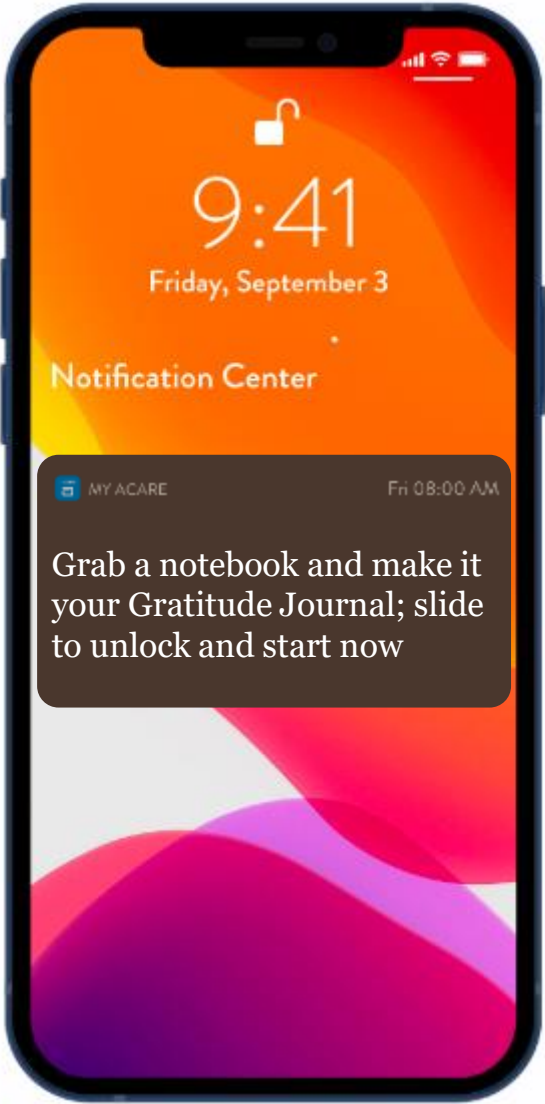 9:41
Friday, September 3
Notification Center
MY ACARE Fri 08:00 AM
Grab a notebook and make it
your Gratitude Journal; slide
to unlock and start now